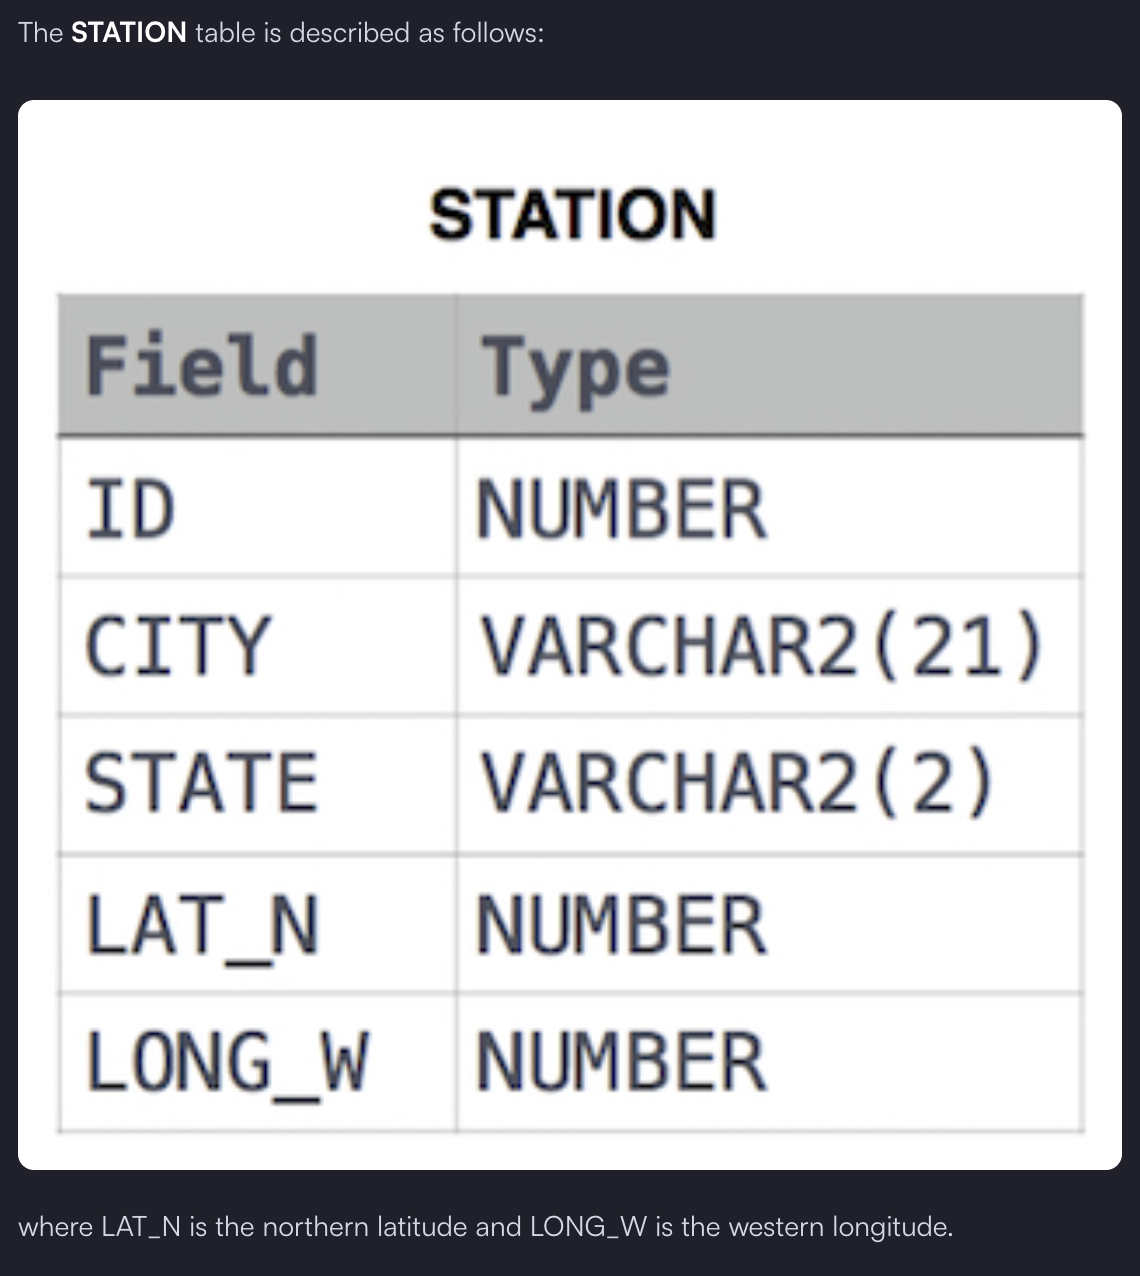 The STATION table is described as follows:
STATION
Field Type
ID NUMBER
CITY VARCHAR2(21)
STATE VARCHAR2(2)
LAT_N NUMBER
LONG_W NUMBER
where LAT_N is the northern latitude and LONG_W is the western longitude.